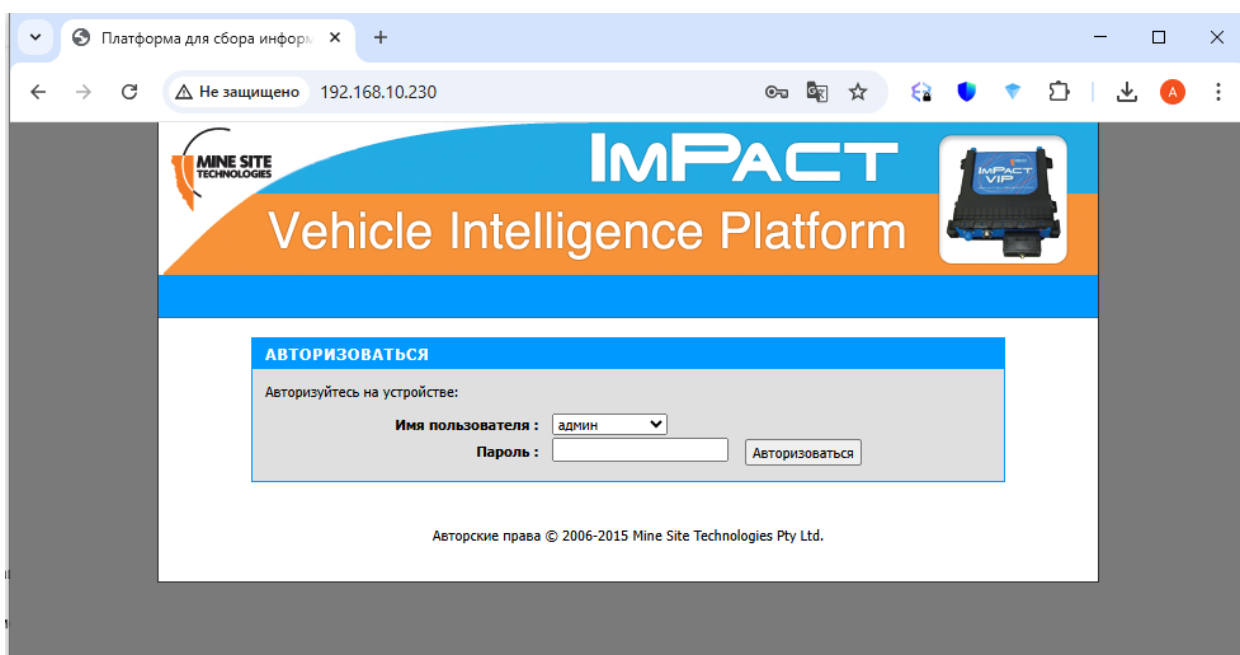 Платформа для сбора информ
Не защищено 192.168.10.230
A
MINE SITE
TECHNOLOGIES
IMPACT
IMPACT
VIP
Vehicle Intelligence Platform
АВТОРИЗОВАТЬСЯ
Авторизуйтесь на устройстве:
Имя пользователя : админ
Пароль : Авторизоваться
Авторские права © 2006-2015 Mine Site Technologies Pty Ltd.